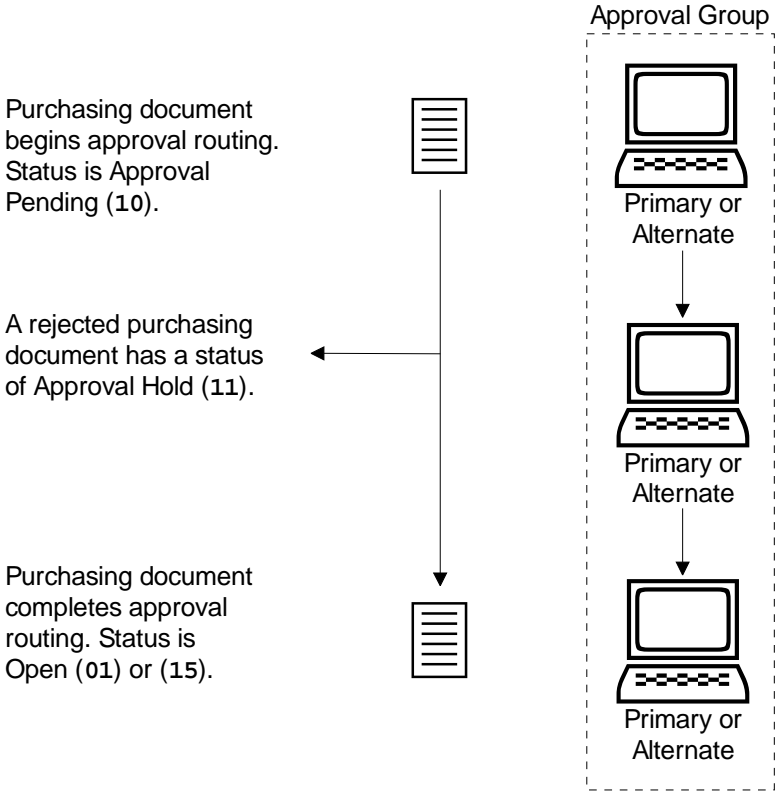 Approval Group
Purchasing document
begins approval routing.
Status is Approval
Pending (10).
Primary or
Alternate
A rejected purchasing
document has a status
of Approval Hold (11).
Primary or
Alternate
Purchasing document
completes approval
routing. Status is
Open (01) or (15).
Primary or
Alternate